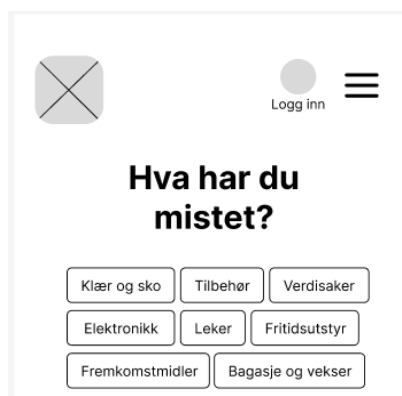 Logg inn
Hva har du
mistet?
Klær og sko Tilbehør Verdisaker
Elektronikk Leker Fritidsutstyr
Fremkomstmidler Bagasje og vekser